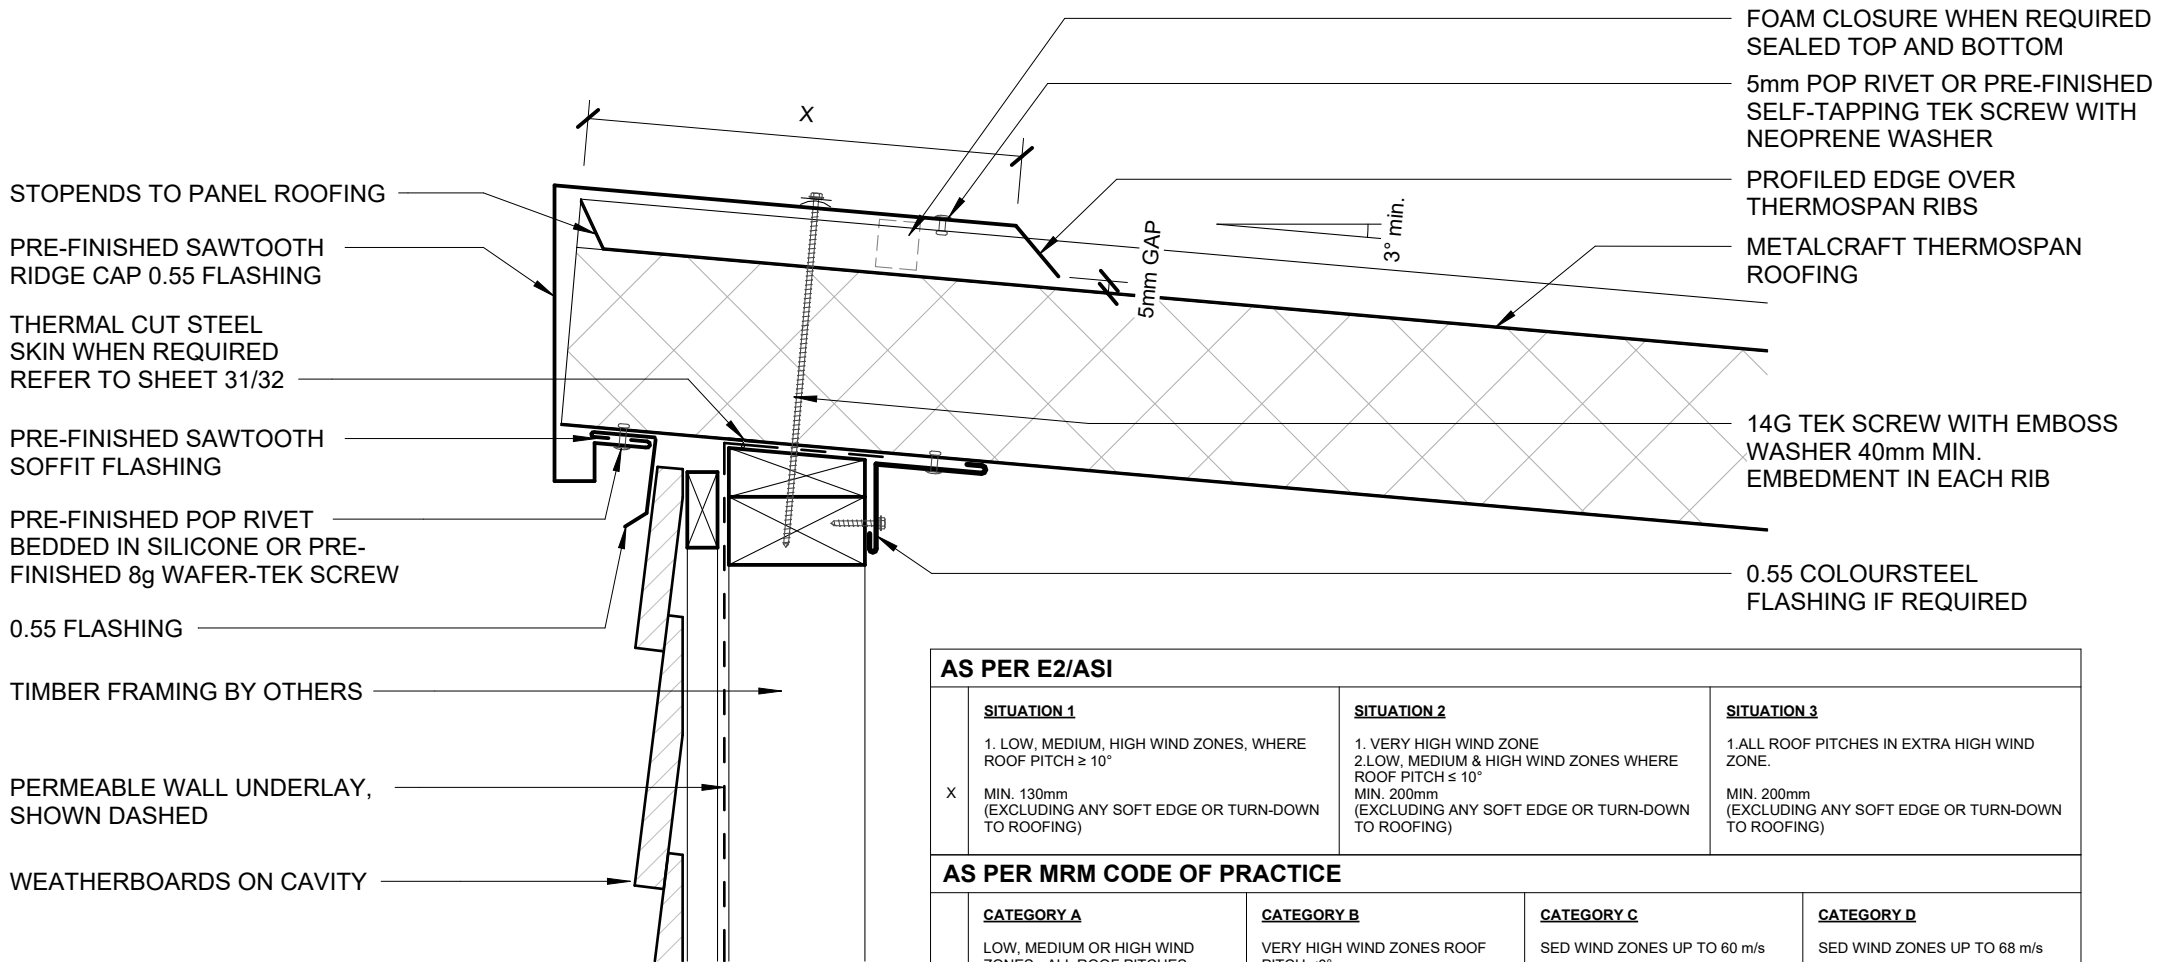 FOAM CLOSURE WHEN REQUIRED
SEALED TOP AND BOTTOM
5mm POP RIVET OR PRE-FINISHED
SELF-TAPPING TEK SCREW WITH
NEOPRENE WASHER
PROFILED EDGE OVER
THERMOSPAN RIBS
METALCRAFT THERMOSPAN
ROOFING
14G TEK SCREW WITH EMBOSS
WASHER 40mm MIN.
EMBEDMENT IN EACH RIB
0.55 COLOURSTEEL
FLASHING IF REQUIRED
X
5mm GAP
3° min.
STOPENDS TO PANEL ROOFING
PRE-FINISHED SAWTOOTH
RIDGE CAP 0.55 FLASHING
THERMAL CUT STEEL
SKIN WHEN REQUIRED
REFER TO SHEET 31/32
PRE-FINISHED SAWTOOTH
SOFFIT FLASHING
PRE-FINISHED POP RIVET
BEDDED IN SILICONE OR PRE-
FINISHED 8g WAFER-TEK SCREW
0.55 FLASHING
TIMBER FRAMING BY OTHERS
PERMEABLE WALL UNDERLAY,
SHOWN DASHED
WEATHERBOARDS ON CAVITY
AS PER E2/ASI
X
SITUATION 1
1. LOW, MEDIUM, HIGH WIND ZONES, WHERE
ROOF PITCH ≥ 10°
MIN. 130mm
(EXCLUDING ANY SOFT EDGE OR TURN-DOWN
TO ROOFING)
SITUATION 2
1. VERY HIGH WIND ZONE
2.LOW, MEDIUM & HIGH WIND ZONES WHERE
ROOF PITCH ≤ 10°
MIN. 200mm
(EXCLUDING ANY SOFT EDGE OR TURN-DOWN
TO ROOFING)
SITUATION 3
1.ALL ROOF PITCHES IN EXTRA HIGH WIND
ZONE.
MIN. 200mm
(EXCLUDING ANY SOFT EDGE OR TURN-DOWN
TO ROOFING)
AS PER MRM CODE OF PRACTICE
CATEGORY A
LOW, MEDIUM OR HIGH WIND
ZONES - ALL ROOF PITCHES
CATEGORY B
VERY HIGH WIND ZONES ROOF
PITCH
CATEGORY C
SED WIND ZONES UP TO 60 m/s
CATEGORY D
SED WIND ZONES UP TO 68 m/s